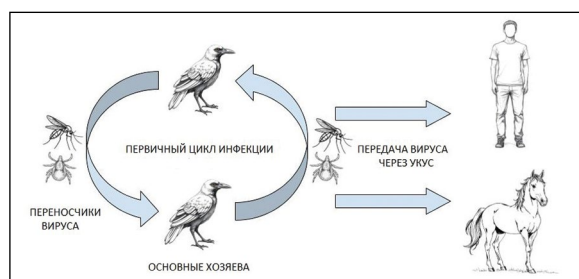 ПЕРВИЧНЫЙ ЦИКЛ ИНФЕКЦИИ
ПЕРЕДАЧА ВИРУСА
ЧЕРЕЗ УКУС
ПЕРЕНОСЧИКИ
ВИРУСА
ОСНОВНЫЕ ХОЗЯЕВА